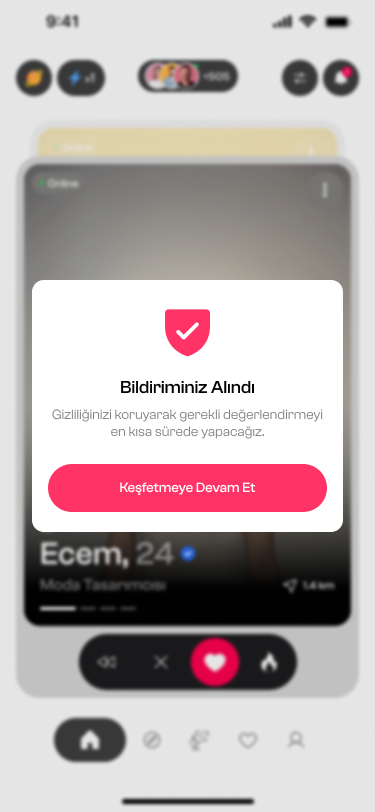 9:41
+505
Online
Online
Bildiriminiz Alındı
Gizliliğinizi koruyarak gerekli değerlendirmeyi
en kısa sürede yapacağız.
Keşfetmeye Devam Et
Ecem, 24
Moda Tasarımcısı
1.4 km